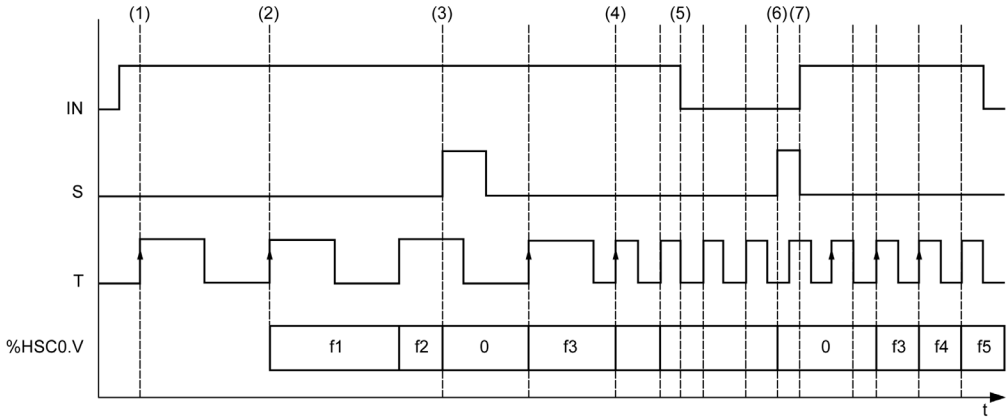 (1) (2) (3) (4) (5) (6) (7)
IN
S
T
%HSC0.V f1 f2 0 f3 0 f3 f4 f5
t